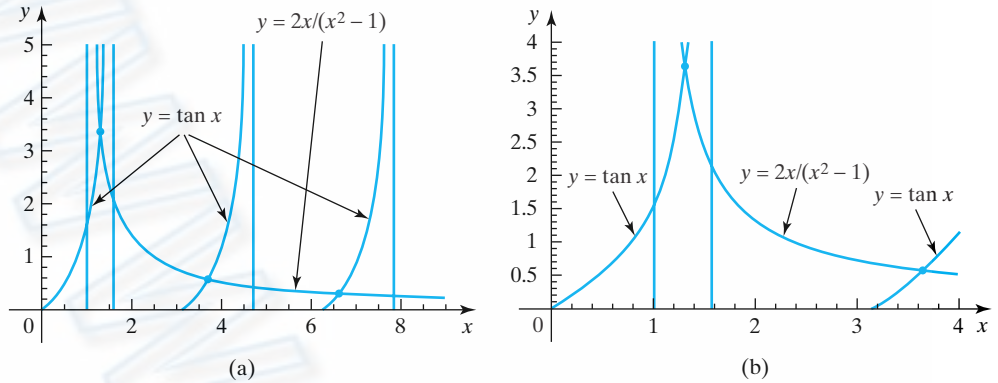 y
y = 2x/(x² − 1)
5
4
3
2
1
y = tan x
0
2
4
6
8
x
(a)
y
4
3.5
3
2.5
2
1.5
1
0.5
y = tan x
y = 2x/(x² − 1)
y = tan x
0
1
2
3
4
x
(b)